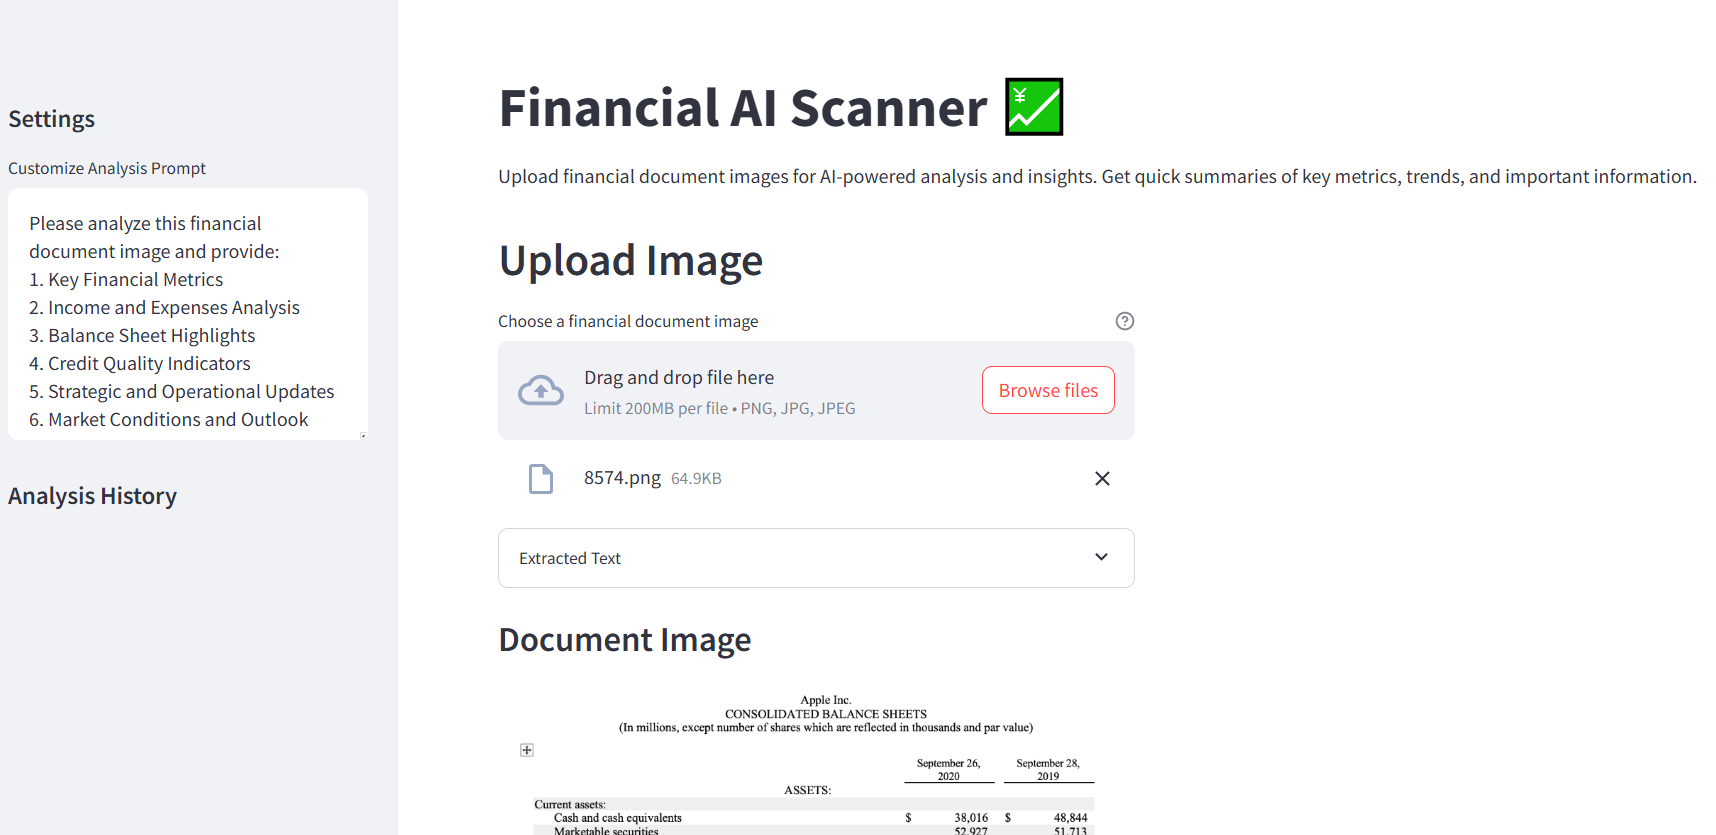 Settings
Customize Analysis Prompt
Please analyze this financial
document image and provide:
1. Key Financial Metrics
2. Income and Expenses Analysis
3. Balance Sheet Highlights
4. Credit Quality Indicators
5. Strategic and Operational Updates
6. Market Conditions and Outlook
Analysis History
Financial AI Scanner
¥
Upload financial document images for AI-powered analysis and insights. Get quick summaries of key metrics, trends, and important information.
Upload Image
Choose a financial document image
Drag and drop file here
Limit 200MB per file • PNG, JPG, JPEG
Browse files
8574.png 64.9KB
Extracted Text
Document Image
Apple Inc.
CONSOLIDATED BALANCE SHEETS
(In millions, except number of shares which are reflected in thousands and par value)
September 26, 2020
September 28, 2019
ASSETS:
Current assets:
Cash and cash equivalents $ 38,016 $ 48,844
Marketable securities 52,927 51,713